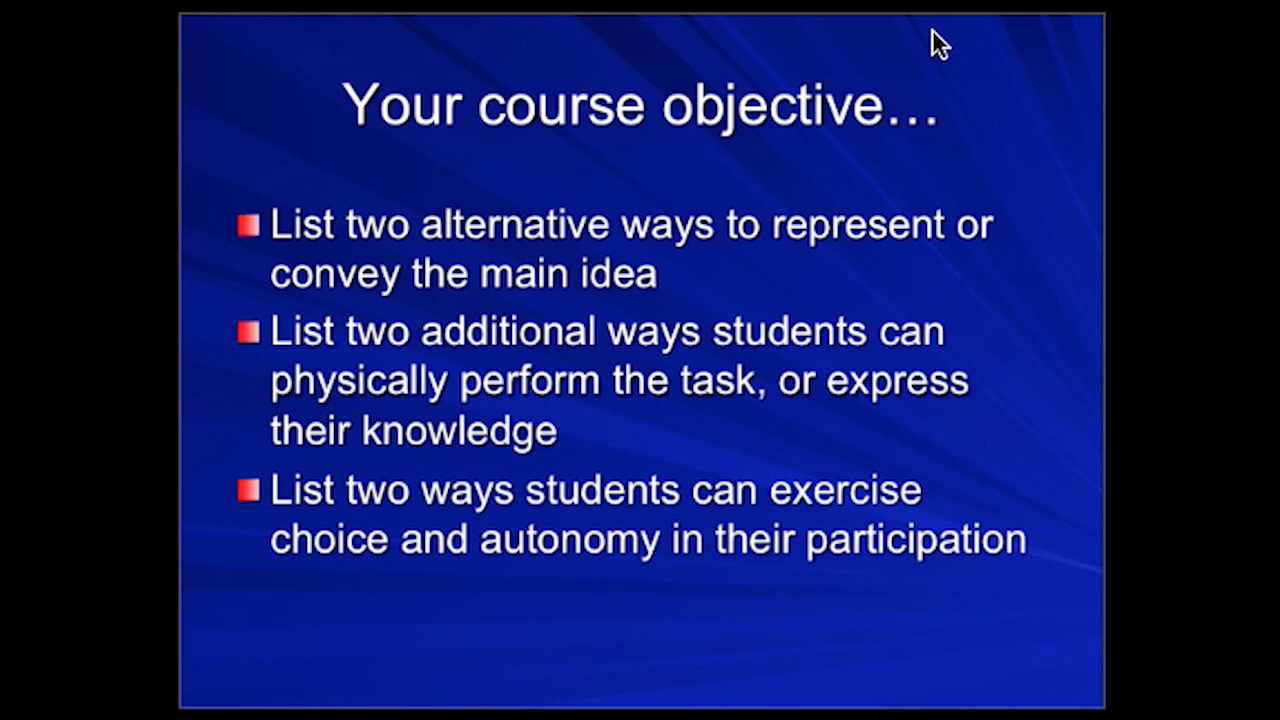 Your course objective…
List two alternative ways to represent or
convey the main idea
List two additional ways students can
physically perform the task, or express
their knowledge
List two ways students can exercise
choice and autonomy in their participation